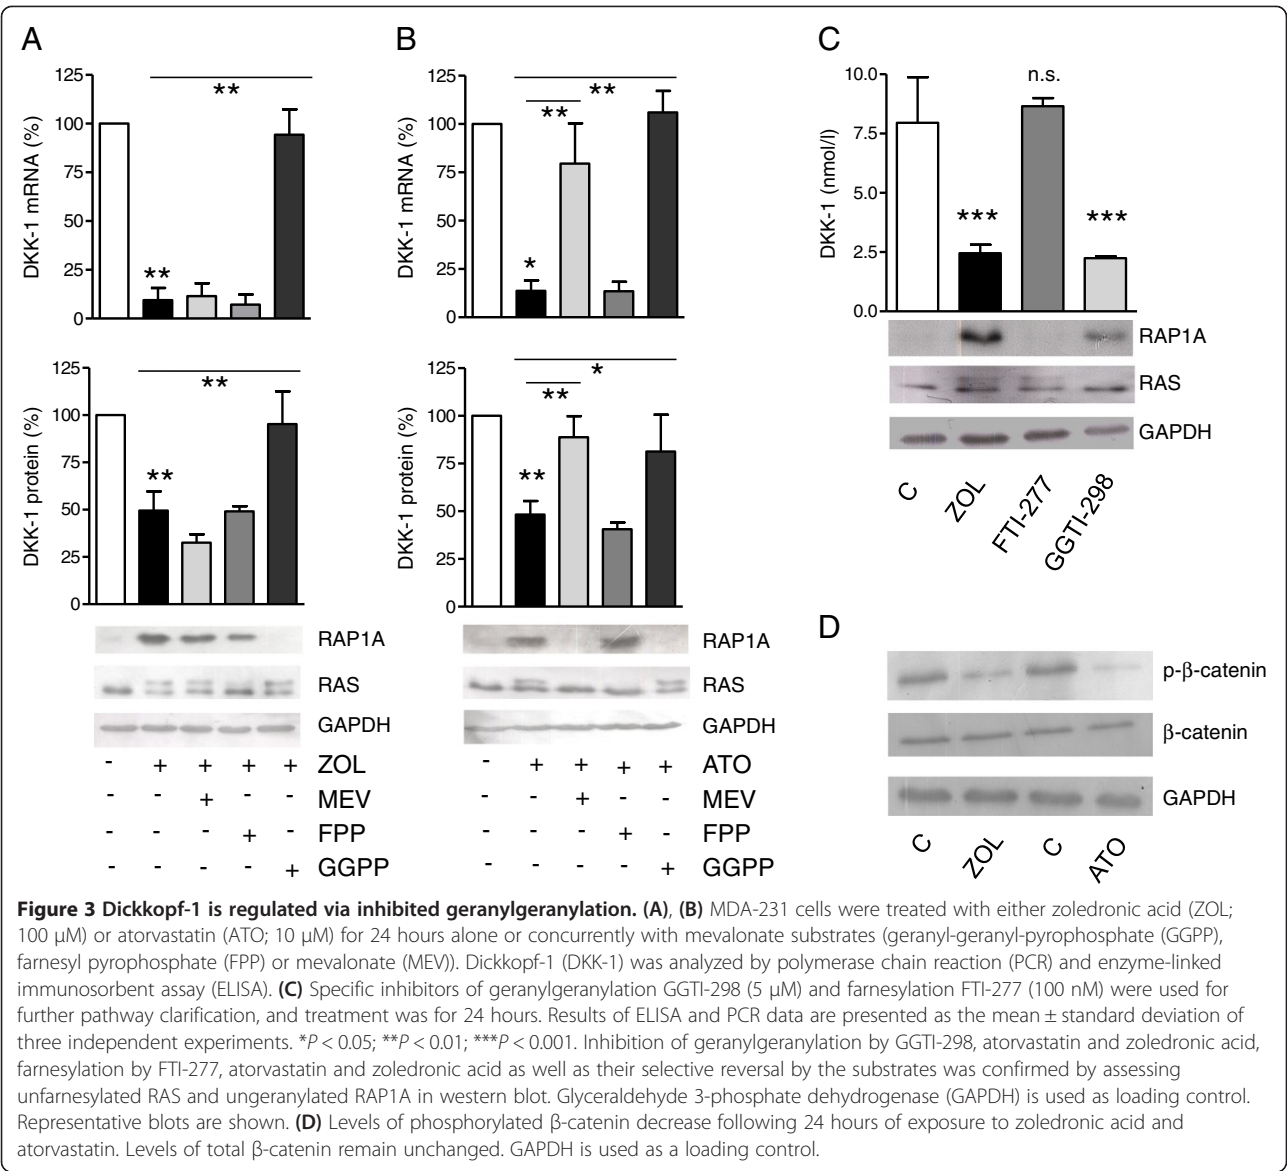 A
125
100
75
50
25
0
DKK-1 mRNA (%)
**
**
125
100
75
50
25
0
DKK-1 protein (%)
**
**
RAP1A
RAS
GAPDH
- + + + + ZOL
- - + - - MEV
- - - + - FPP
- - - - + GGPP
B
125
100
75
50
25
0
DKK-1 mRNA (%)
**
**
*
125
100
75
50
25
0
DKK-1 protein (%)
*
**
**
RAP1A
RAS
GAPDH
- + + + + ATO
- - + - - MEV
- - - + - FPP
- - - - + GGPP
C
10.0
7.5
5.0
2.5
0.0
DKK-1 (nmol/l)
n.s.
*** ***
RAP1A
RAS
GAPDH
C ZOL FTI-277 GGTI-298
D
p-β-catenin
β-catenin
GAPDH
C ZOL C ATO
Figure 3 Dickkopf-1 is regulated via inhibited geranylgeranylation. (A), (B) MDA-231 cells were treated with either zoledronic acid (ZOL;
100 μM) or atorvastatin (ATO; 10 μM) for 24 hours alone or concurrently with mevalonate substrates (geranyl-geranyl-pyrophosphate (GGPP),
farnesyl pyrophosphate (FPP) or mevalonate (MEV)). Dickkopf-1 (DKK-1) was analyzed by polymerase chain reaction (PCR) and enzyme-linked
immunosorbent assay (ELISA). (C) Specific inhibitors of geranylgeranylation GGTI-298 (5 μM) and farnesylation FTI-277 (100 nM) were used for
further pathway clarification, and treatment was for 24 hours. Results of ELISA and PCR data are presented as the mean ± standard deviation of
three independent experiments. *P < 0.05; **P < 0.01; ***P < 0.001. Inhibition of geranylgeranylation by GGTI-298, atorvastatin and zoledronic acid,
farnesylation by FTI-277, atorvastatin and zoledronic acid as well as their selective reversal by the substrates was confirmed by assessing
unfarnesylated RAS and ungeranylated RAP1A in western blot. Glyceraldehyde 3-phosphate dehydrogenase (GAPDH) is used as loading control.
Representative blots are shown. (D) Levels of phosphorylated β-catenin decrease following 24 hours of exposure to zoledronic acid and
atorvastatin. Levels of total β-catenin remain unchanged. GAPDH is used as a loading control.